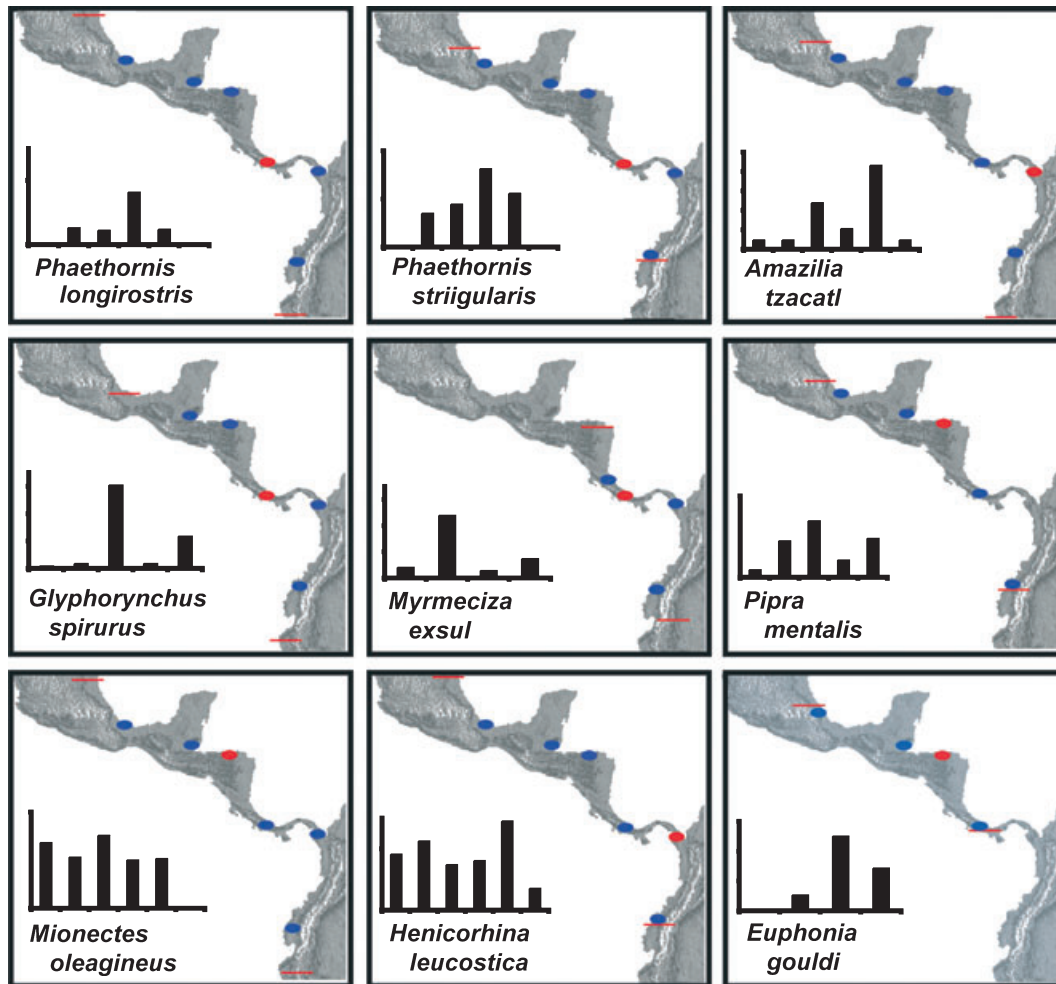 Phaethornis
longirostris
Phaethornis
striigularis
Amazilia
tzacatl
Glyphorynchus
spirurus
Myrmeciza
exsul
Pipra
mentalis
Mionectes
oleagineus
Henicorhina
leucostica
Euphonia
gouldi